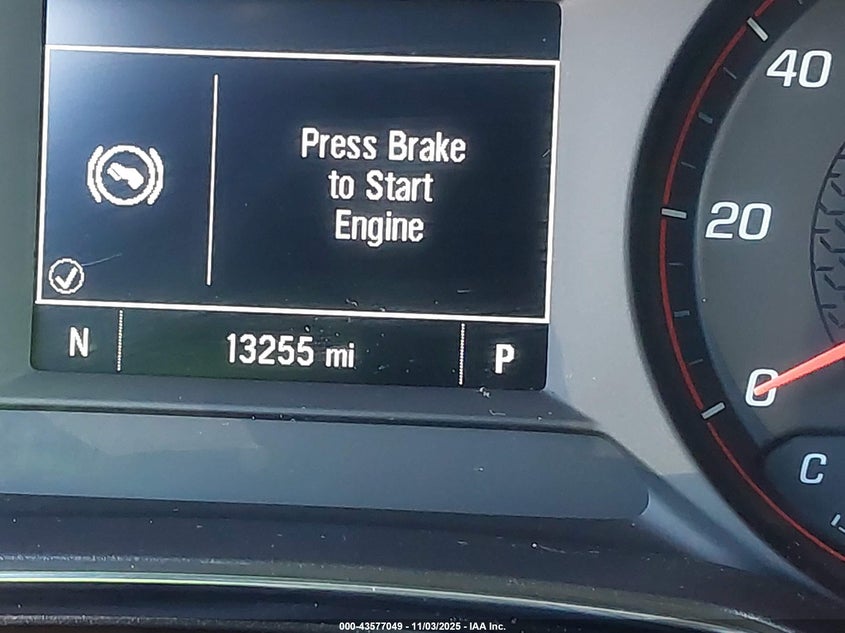 Press Brake
to Start
Engine
N 13255 mi P
40
20
0
C
000-43577049 - 11/03/2025 - IAA Inc.